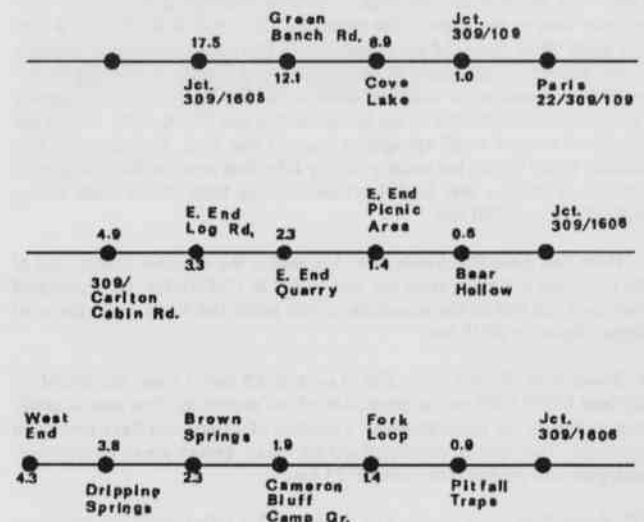 Green
Bench Rd.
Jct.
309/109
17.5
8.9
12.1
1.0
Jct.
309/1605
Cove
Lake
Paris
22/309/109
E. End
Log Rd.
E. End
Picnic
Area
Jct.
309/1606
4.9
2.3
0.6
3.3
1.4
309/
Carlton
Cabin Rd.
E. End
Quarry
Bear
Hollow
West
End
Brown
Springs
Fork
Loop
Jct.
309/1606
3.8
1.9
0.9
4.3
2.3
1.4
Dripping
Springs
Cameron
Bluff
Camp Gr.
Pitfall
Traps